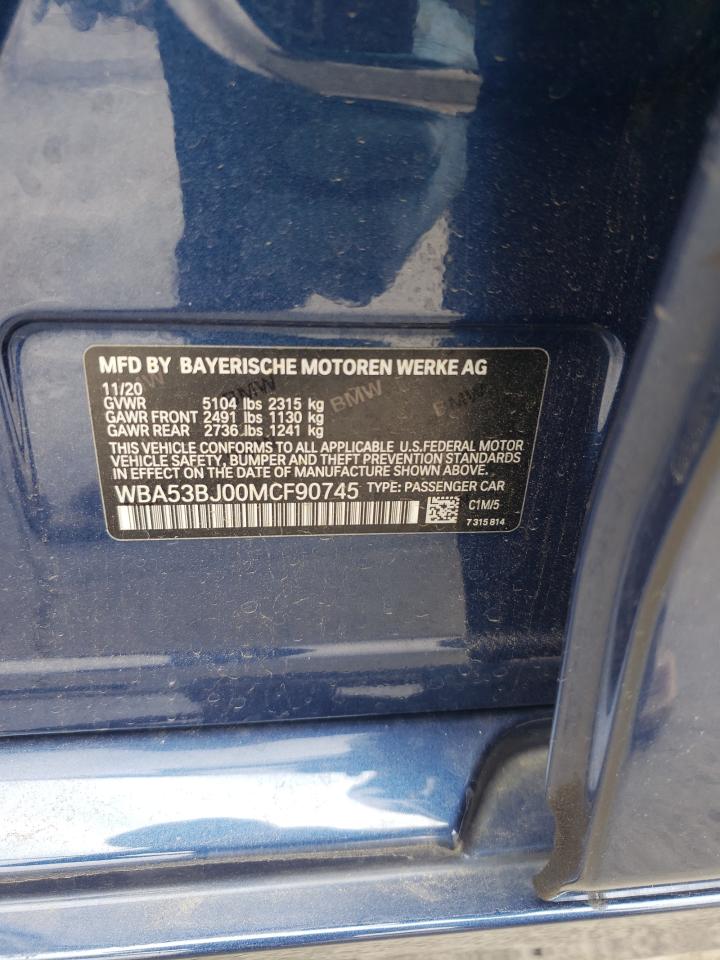 MFD BY BAYERISCHE MOTOREN WERKE AG
11/20
GVWR 5104 lbs 2315 kg
GAWR FRONT 2491 lbs 1130 kg
GAWR REAR 2736 lbs 1241 kg
THIS VEHICLE CONFORMS TO ALL APPLICABLE U.S.FEDERAL MOTOR
VEHICLE SAFETY, BUMPER AND THEFT PREVENTION STANDARDS
IN EFFECT ON THE DATE OF MANUFACTURE SHOWN ABOVE.
WBA53BJ00MCF90745 TYPE: PASSENGER CAR
C1M/5
7 315 814
BMW
BMW
BMW